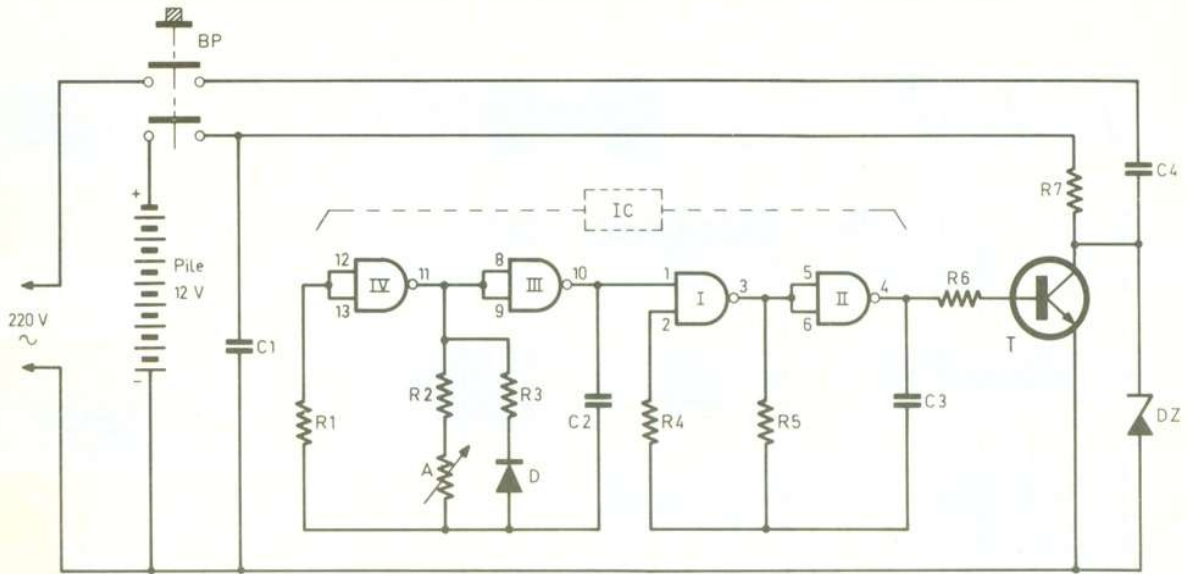 BP
C4
R7
IC
+
Pile
12 V
-
220 V
~
C1
12
13
IV
11
8
9
III
10
1
2
I
3
5
6
II
4
R6
T
R1
R2
A
R3
D
C2
R4
R5
C3
DZ